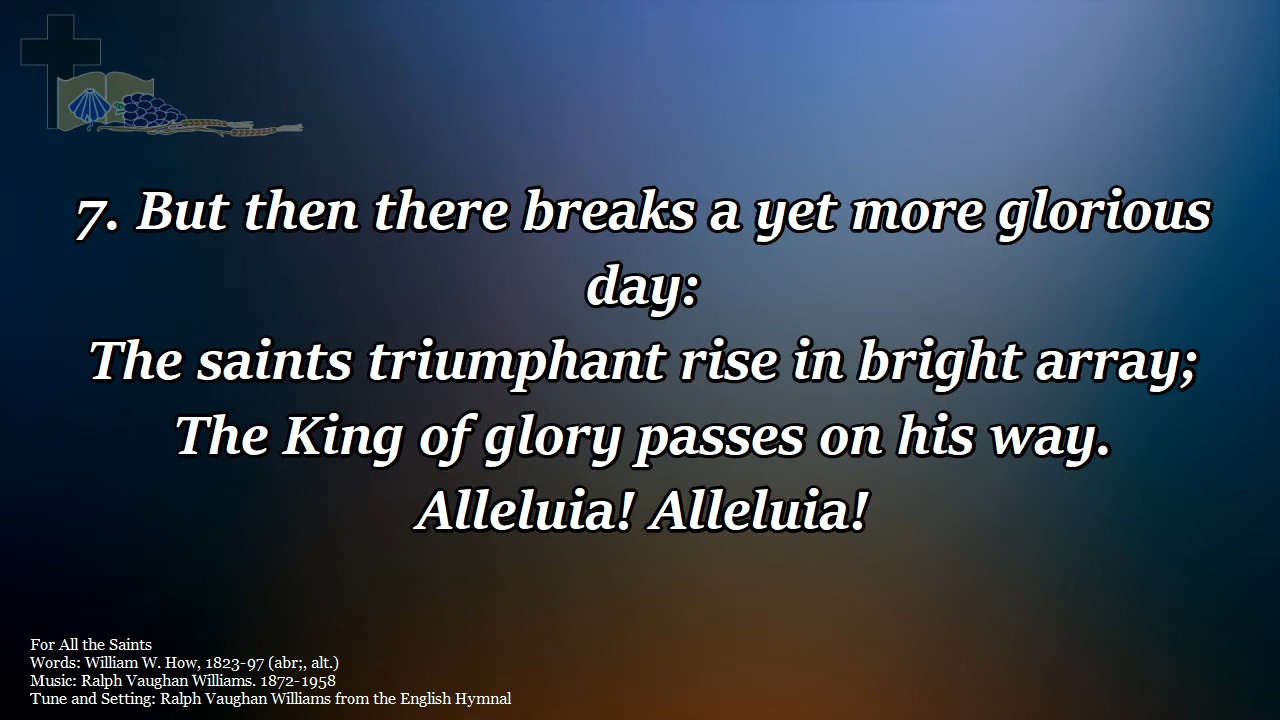 7. But then there breaks a yet more glorious
day:
The saints triumphant rise in bright array;
The King of glory passes on his way.
Alleluia! Alleluia!
For All the Saints
Words: William W. How, 1823-97 (abr;, alt.)
Music: Ralph Vaughan Williams. 1872-1958
Tune and Setting: Ralph Vaughan Williams from the English Hymnal